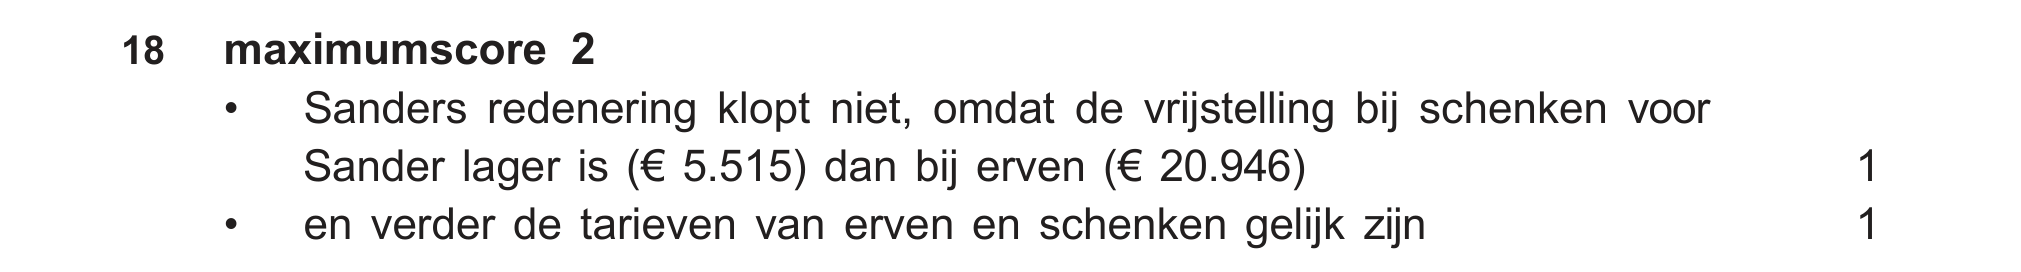 18 maximumscore 2
• Sanders redenering klopt niet, omdat de vrijstelling bij schenken voor
Sander lager is (€ 5.515) dan bij erven (€ 20.946) 1
• en verder de tarieven van erven en schenken gelijk zijn 1